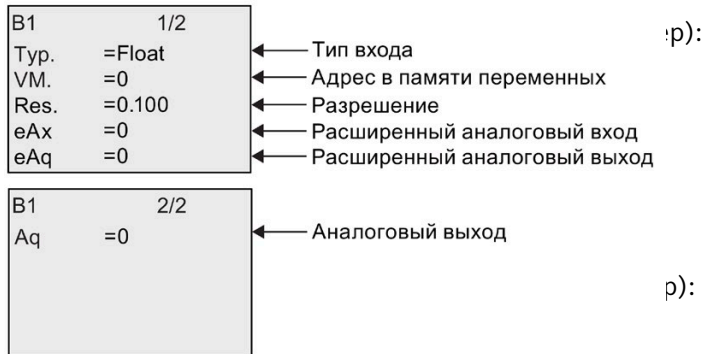 B1 1/2
Typ. =Float Тип входа
VM. =0 Адрес в памяти переменных
Res. =0.100 Разрешение
eAx =0 Расширенный аналоговый вход
eAq =0 Расширенный аналоговый выход
B1 2/2
Aq =0 Аналоговый выход